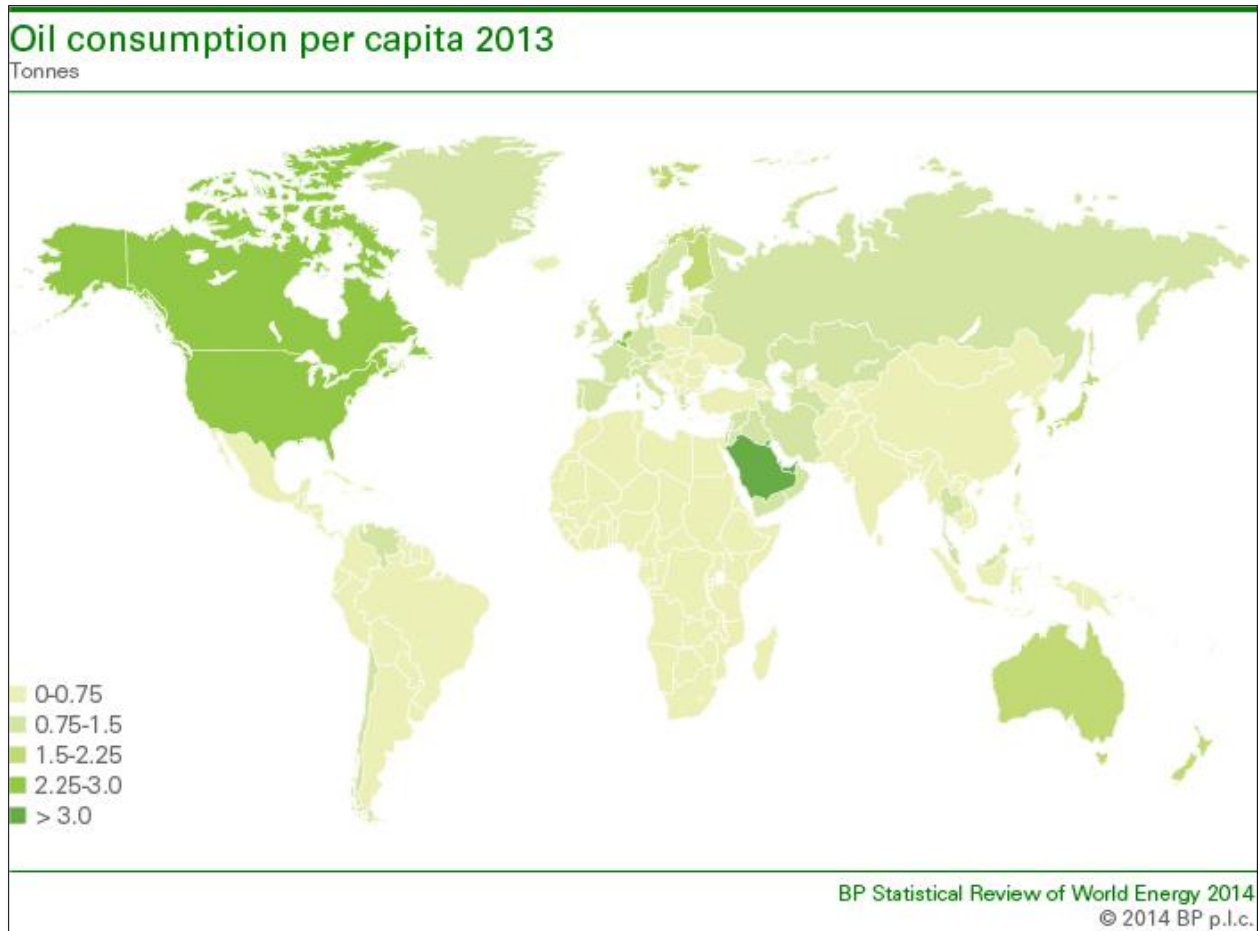 Oil consumption per capita 2013
Tonnes
0-0.75
0.75-1.5
1.5-2.25
2.25-3.0
> 3.0
BP Statistical Review of World Energy 2014
© 2014 BP p.l.c.